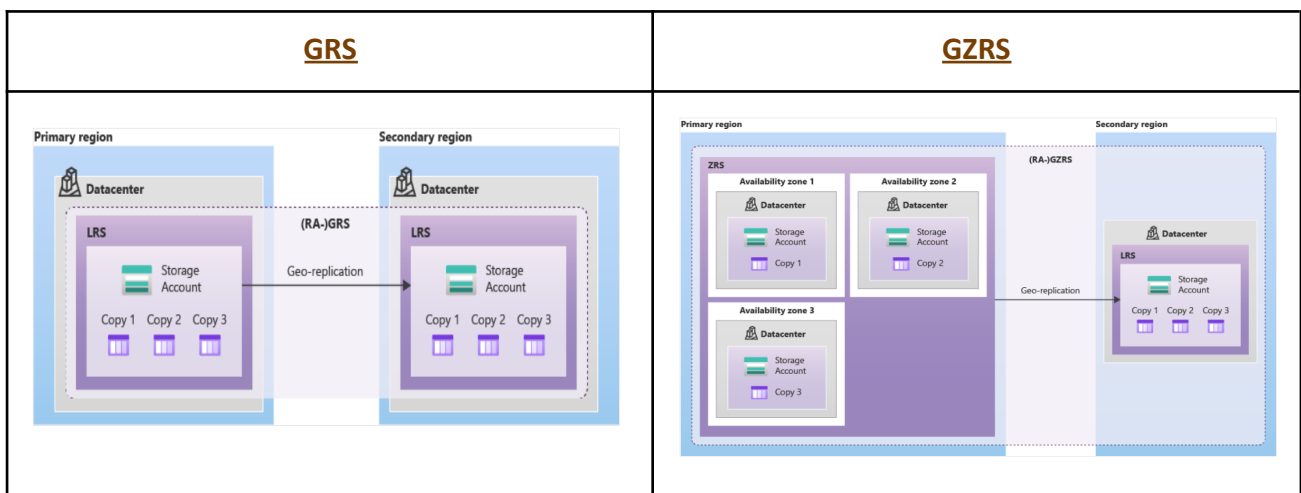 GRS
GZRS
Primary region
Secondary region
Datacenter
Datacenter
(RA-)GRS
LRS
LRS
Storage
Account
Geo-replication
Storage
Account
Copy 1 Copy 2 Copy 3
Copy 1 Copy 2 Copy 3
Primary region
Secondary region
(RA-)GZRS
ZRS
Availability zone 1
Datacenter
Storage
Account
Copy 1
Availability zone 2
Datacenter
Storage
Account
Copy 2
Availability zone 3
Datacenter
Storage
Account
Copy 3
Geo-replication
Datacenter
LRS
Storage
Account
Copy 1 Copy 2 Copy 3